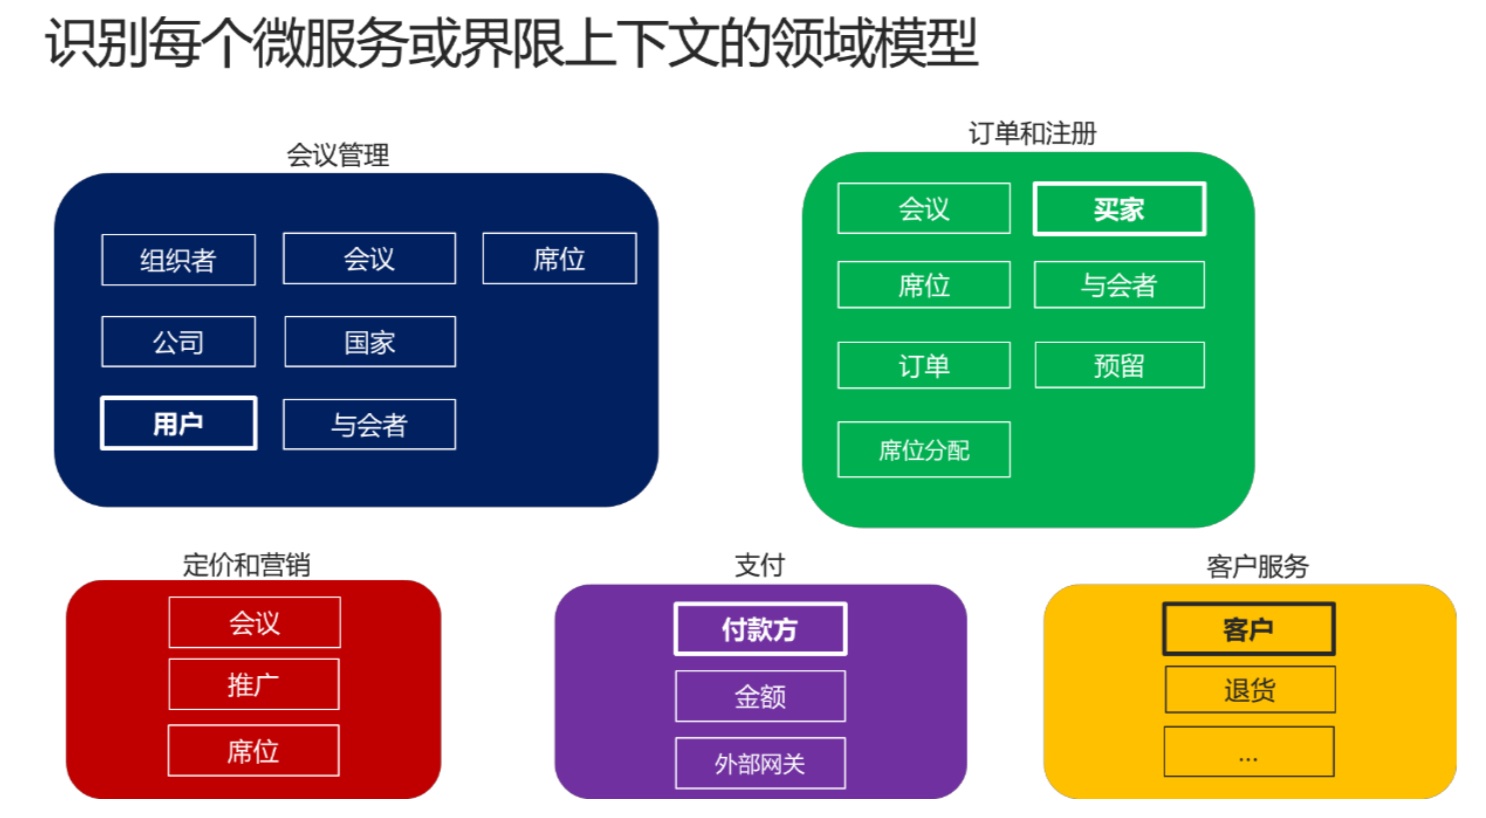 识别每个微服务或界限上下文的领域模型
会议管理
组织者
会议
席位
公司
国家
用户
与会者
订单和注册
会议
买家
席位
与会者
订单
预留
席位分配
定价和营销
会议
推广
席位
支付
付款方
金额
外部网关
客户服务
客户
退货
...